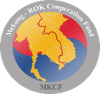 Mekong - ROK Cooperation Fund
MKCF